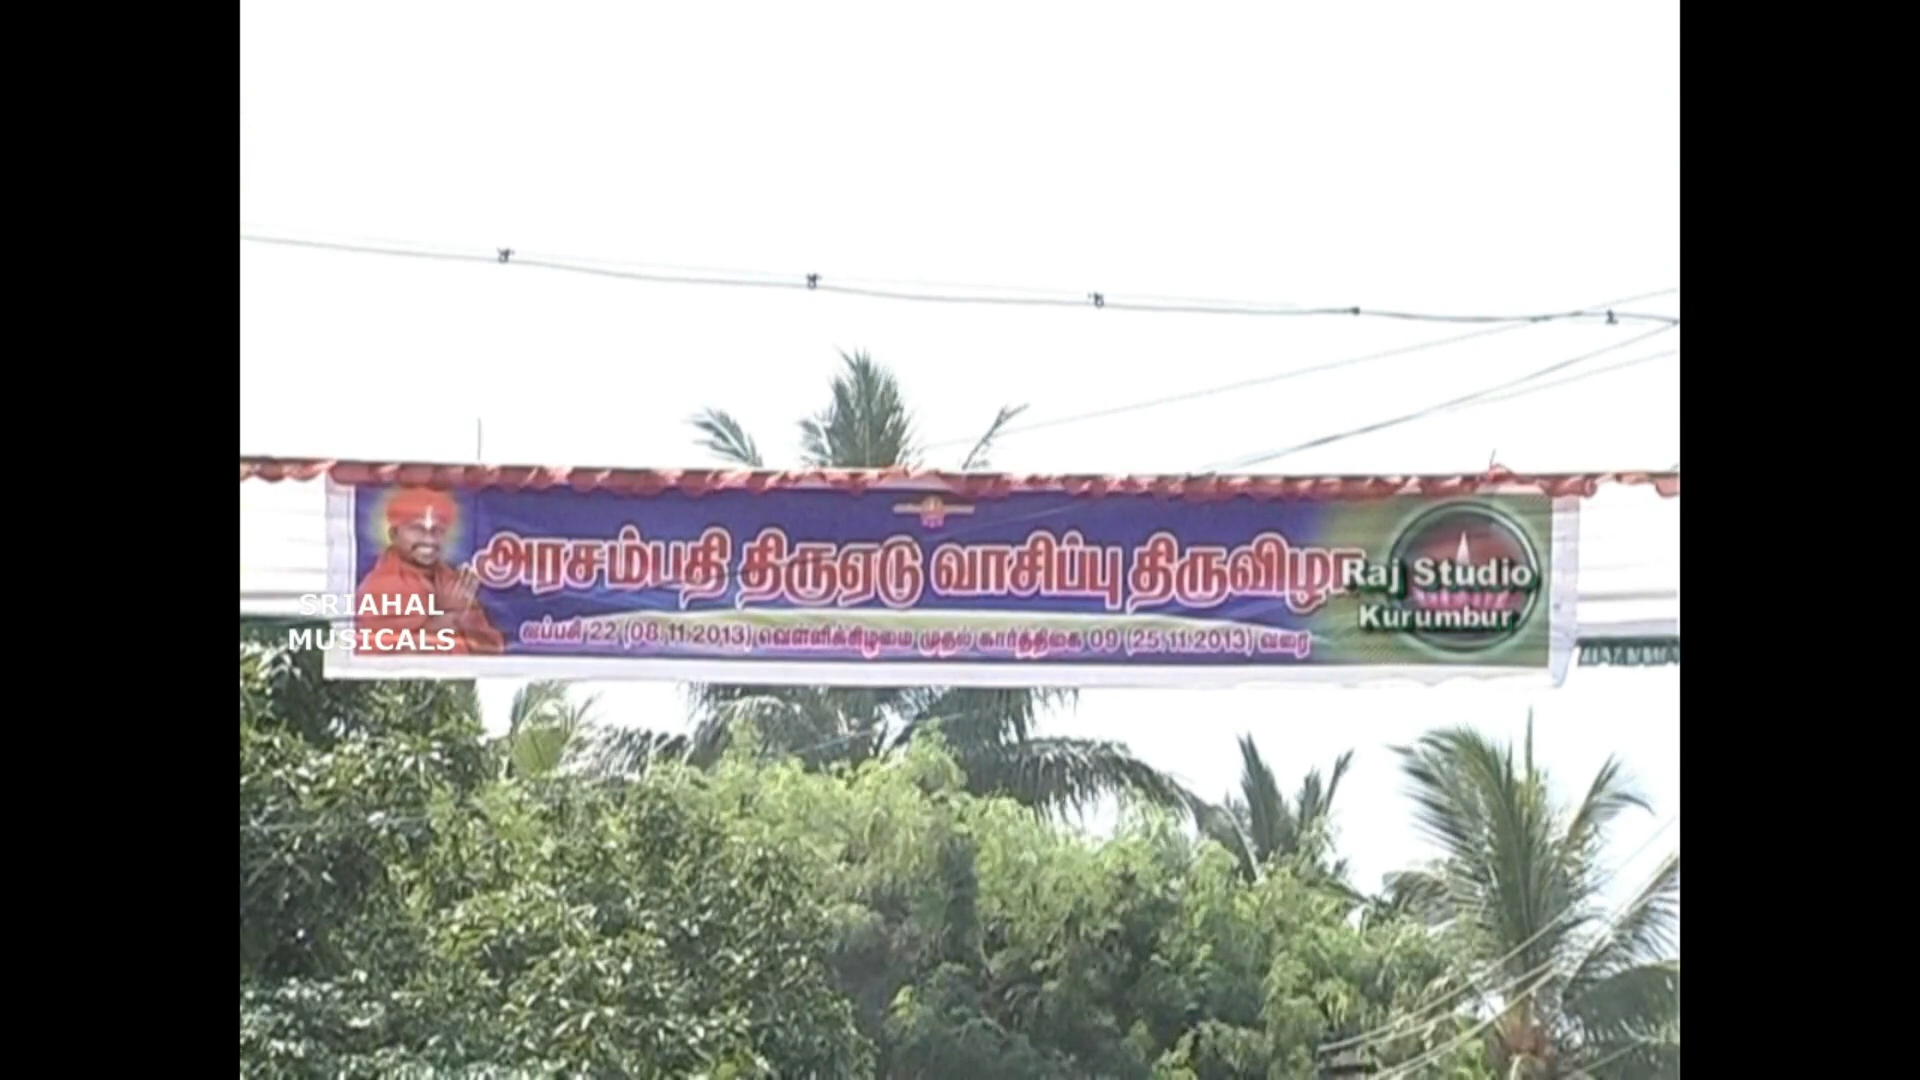 அரசம்பதி திருஏடு வாசிப்பு திருவிழா
ஐப்பசி 22 (08.11.2013) வெள்ளிக்கிழமை முதல் கார்த்திகை 09 (25.11.2013) வரை
Raj Studio
Kurumbur
SRIAHAL
MUSICALS